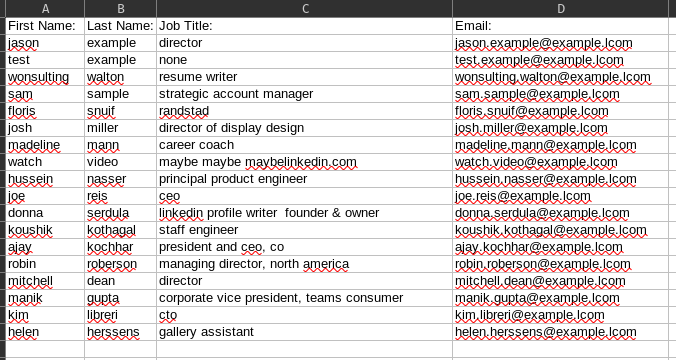 A B C D
First Name: Last Name: Job Title: Email:
jason example director jason.example@example.lcom
test example none test.example@example.lcom
wonsulting walton resume writer wonsulting.walton@example.lcom
sam sample strategic account manager sam.sample@example.lcom
floris snuif randstad floris.snuif@example.lcom
josh miller director of display design josh.miller@example.lcom
madeline mann career coach madeline.mann@example.lcom
watch video maybe maybe maybelinkedin.com watch.video@example.lcom
hussein nasser principal product engineer hussein.nasser@example.lcom
joe reis ceo joe.reis@example.lcom
donna serdula linkedin profile writer  founder & owner donna.serdula@example.lcom
koushik kothagal staff engineer koushik.kothagal@example.lcom
ajay kochhar president and ceo, co ajay.kochhar@example.lcom
robin roberson managing director, north america robin.roberson@example.lcom
mitchell dean director mitchell.dean@example.lcom
manik gupta corporate vice president, teams consumer manik.gupta@example.lcom
kim libreri cto kim.libreri@example.lcom
helen herssens gallery assistant helen.herssens@example.lcom